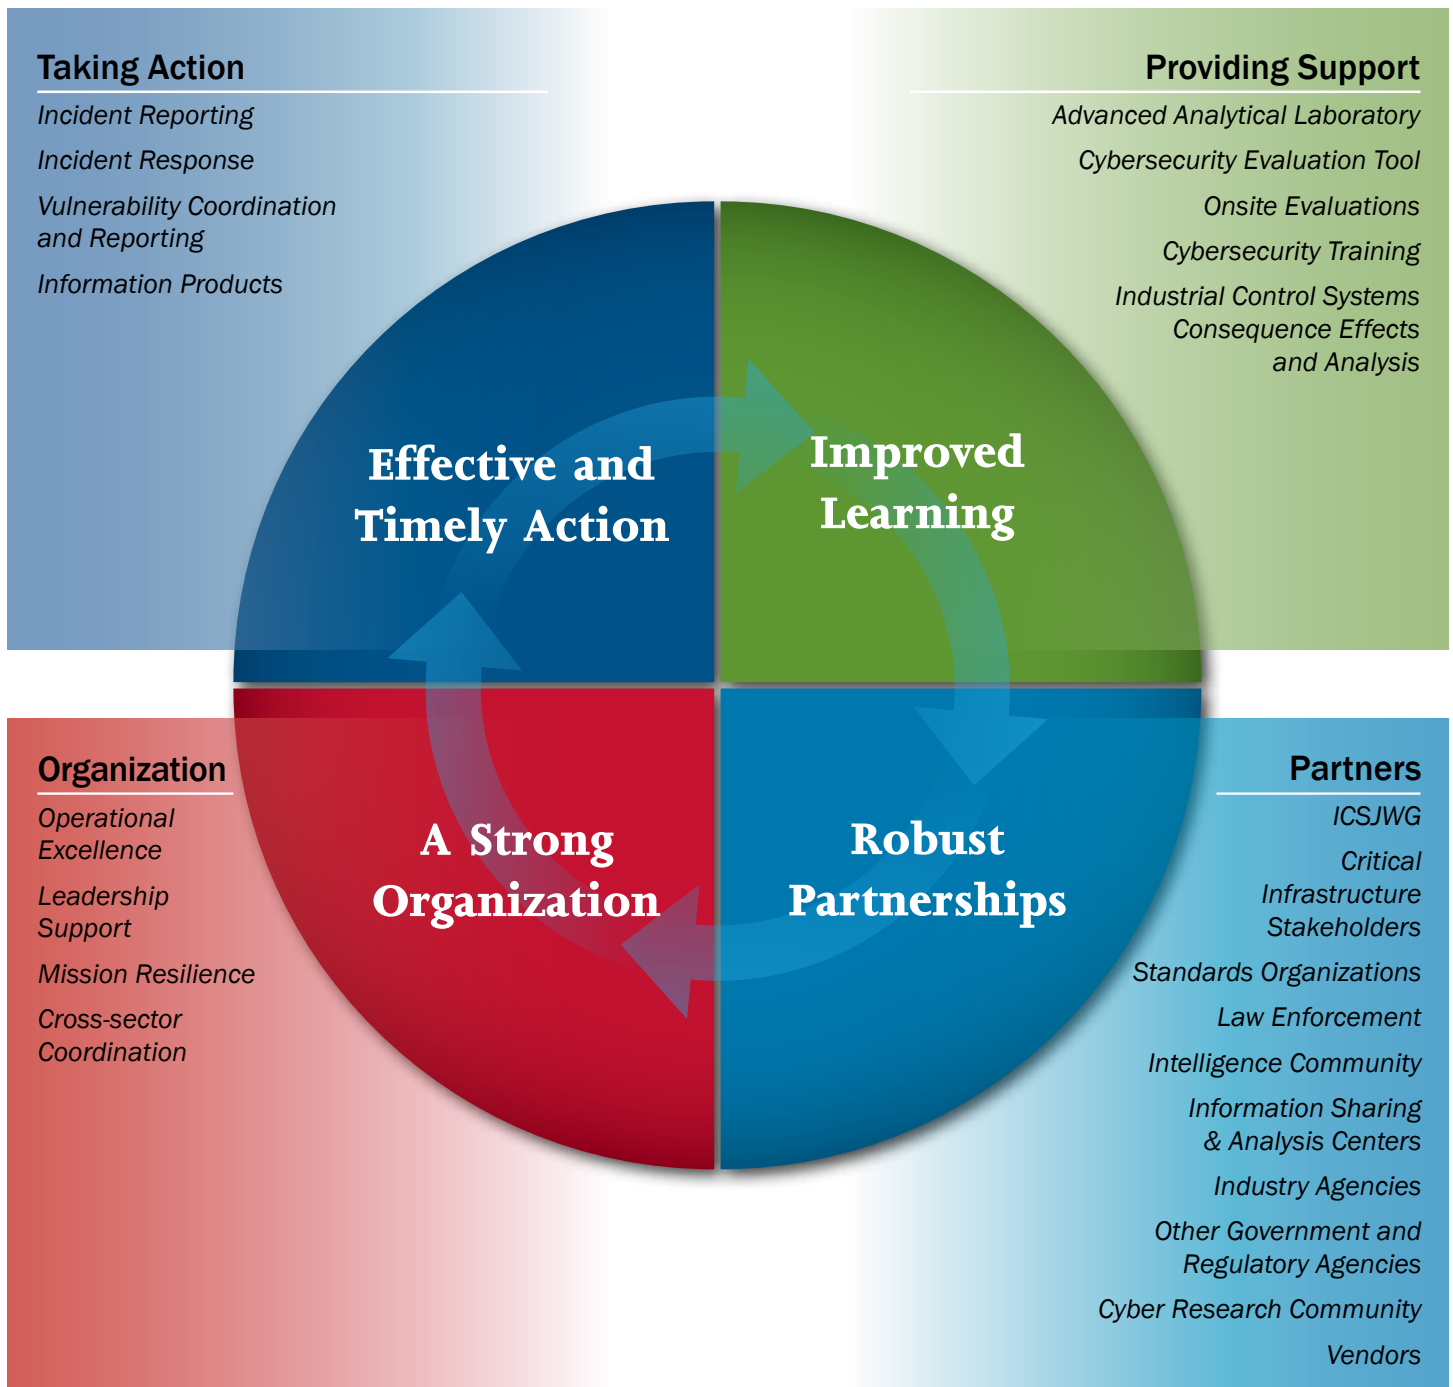 Taking Action
Incident Reporting
Incident Response
Vulnerability Coordination
and Reporting
Information Products
Providing Support
Advanced Analytical Laboratory
Cybersecurity Evaluation Tool
Onsite Evaluations
Cybersecurity Training
Industrial Control Systems
Consequence Effects
and Analysis
Effective and
Timely Action
Improved
Learning
A Strong
Organization
Robust
Partnerships
Organization
Operational
Excellence
Leadership
Support
Mission Resilience
Cross-sector
Coordination
Partners
ICSJWG
Critical
Infrastructure
Stakeholders
Standards Organizations
Law Enforcement
Intelligence Community
Information Sharing
& Analysis Centers
Industry Agencies
Other Government and
Regulatory Agencies
Cyber Research Community
Vendors